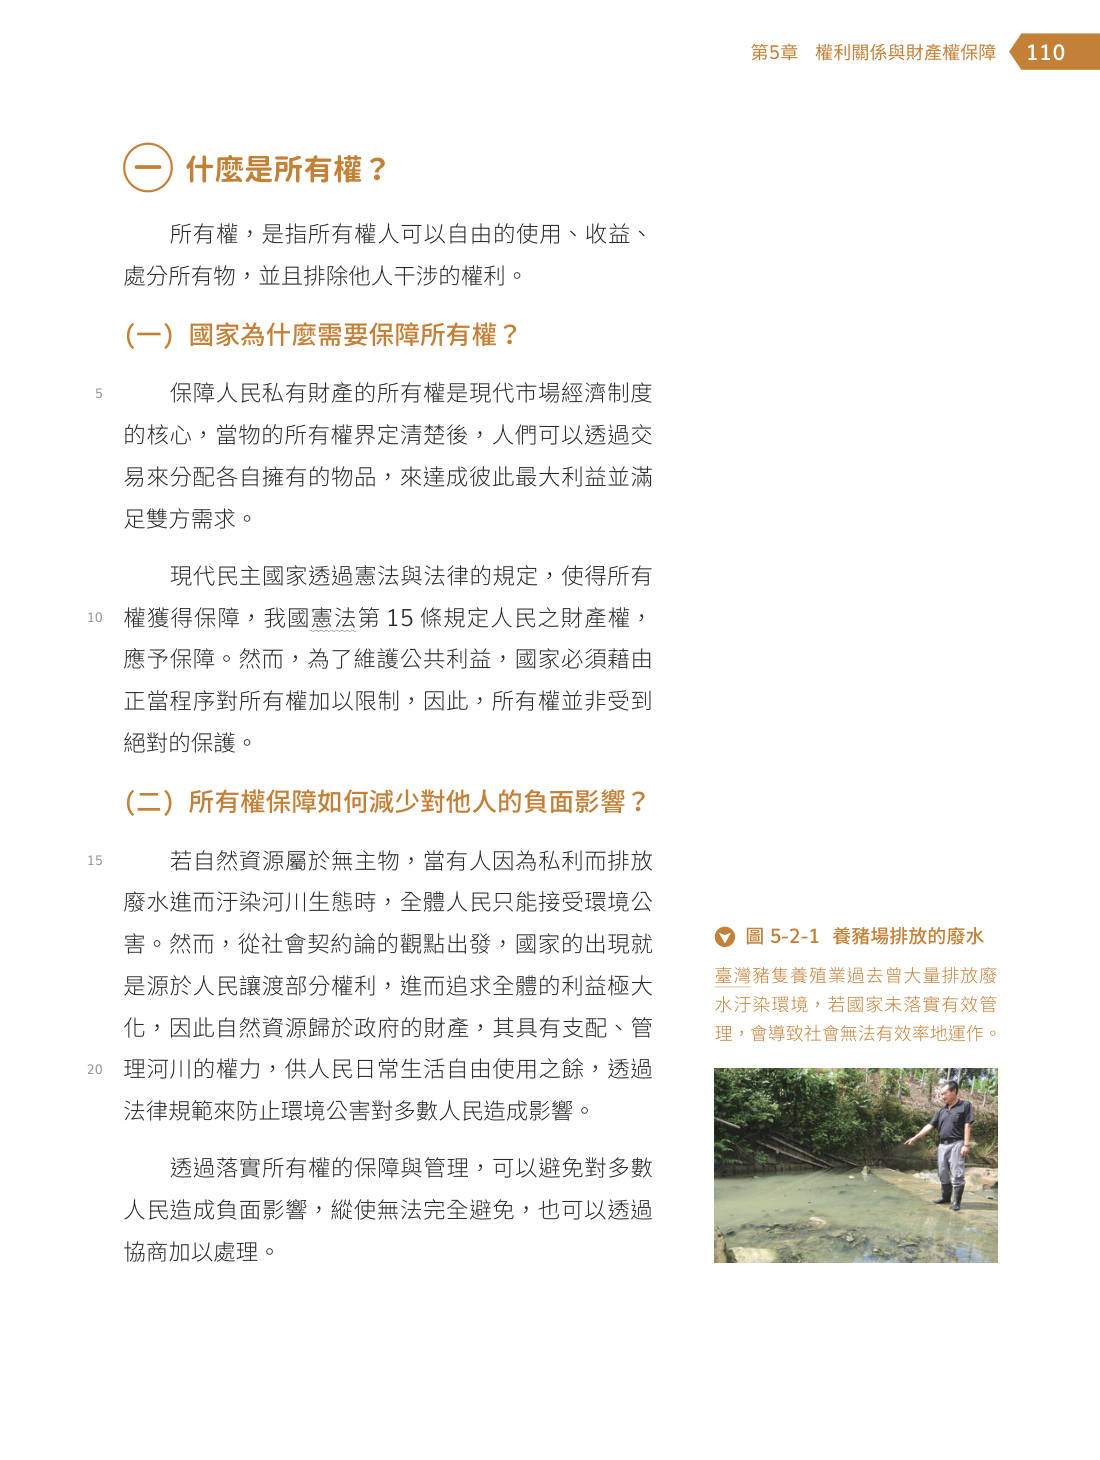 第5章　權利關係與財產權保障 110
一 什麼是所有權？
所有權，是指所有權人可以自由的使用、收益、
處分所有物，並且排除他人干涉的權利。
(一) 國家為什麼需要保障所有權？
5 保障人民私有財產的所有權是現代市場經濟制度
的核心，當物的所有權界定清楚後，人們可以透過交
易來分配各自擁有的物品，來達成彼此最大利益並滿
足雙方需求。
現代民主國家透過憲法與法律的規定，使得所有
10 權獲得保障，我國憲法第 15 條規定人民之財產權，
應予保障。然而，為了維護公共利益，國家必須藉由
正當程序對所有權加以限制，因此，所有權並非受到
絕對的保護。
(二) 所有權保障如何減少對他人的負面影響？
15 若自然資源屬於無主物，當有人因為私利而排放
廢水進而汙染河川生態時，全體人民只能接受環境公
害。然而，從社會契約論的觀點出發，國家的出現就
是源於人民讓渡部分權利，進而追求全體的利益極大
化，因此自然資源歸於政府的財產，其具有支配、管
20 理河川的權力，供人民日常生活自由使用之餘，透過
法律規範來防止環境公害對多數人民造成影響。
透過落實所有權的保障與管理，可以避免對多數
人民造成負面影響，縱使無法完全避免，也可以透過
協商加以處理。
圖 5-2-1 養豬場排放的廢水
臺灣豬隻養殖業過去曾大量排放廢
水汙染環境，若國家未落實有效管
理，會導致社會無法有效率地運作。